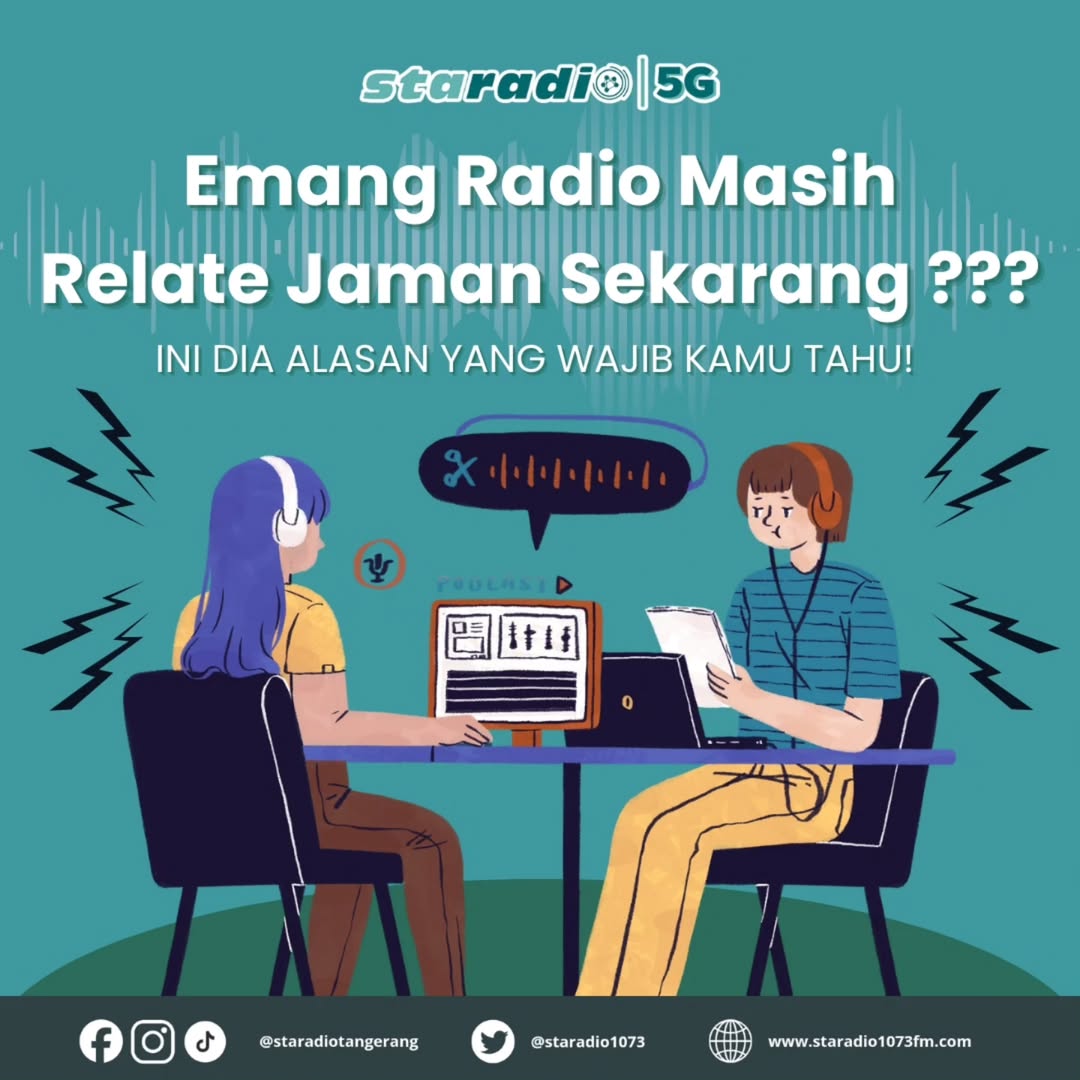 staradio|5G
Emang Radio Masih
Relate Jaman Sekarang ???
INI DIA ALASAN YANG WAJIB KAMU TAHU!
PODCAST
@staradiotangerang
@staradio1073
www.staradio1073fm.com